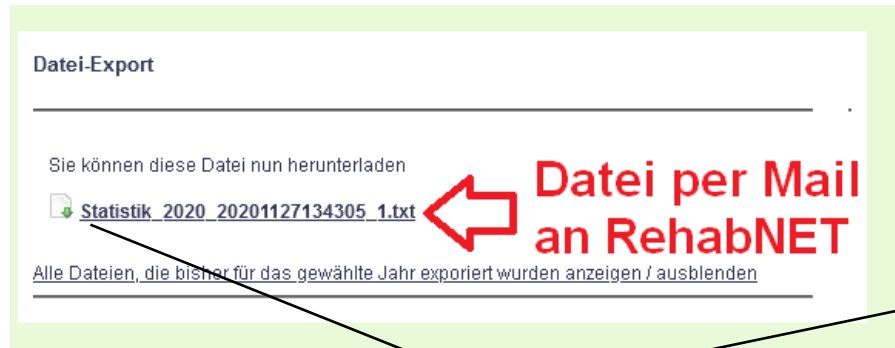 Datei-Export
Sie können diese Datei nun herunterladen
Statistik_2020_20201127134305_1.txt
Datei per Mail
an RehabNET
Alle Dateien, die bisher für das gewählte Jahr exporiert wurden anzeigen / ausblenden